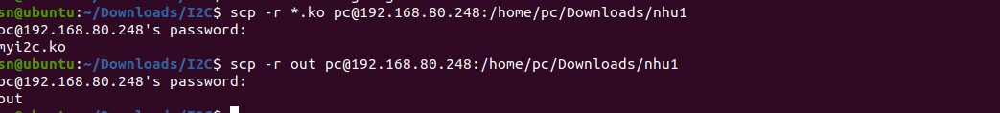 sn@ubuntu:~/Downloads/I2C$ scp -r *.ko pc@192.168.80.248:/home/pc/Downloads/nhu1
pc@192.168.80.248's password:
myi2c.ko
sn@ubuntu:~/Downloads/I2C$ scp -r out pc@192.168.80.248:/home/pc/Downloads/nhu1
pc@192.168.80.248's password:
out